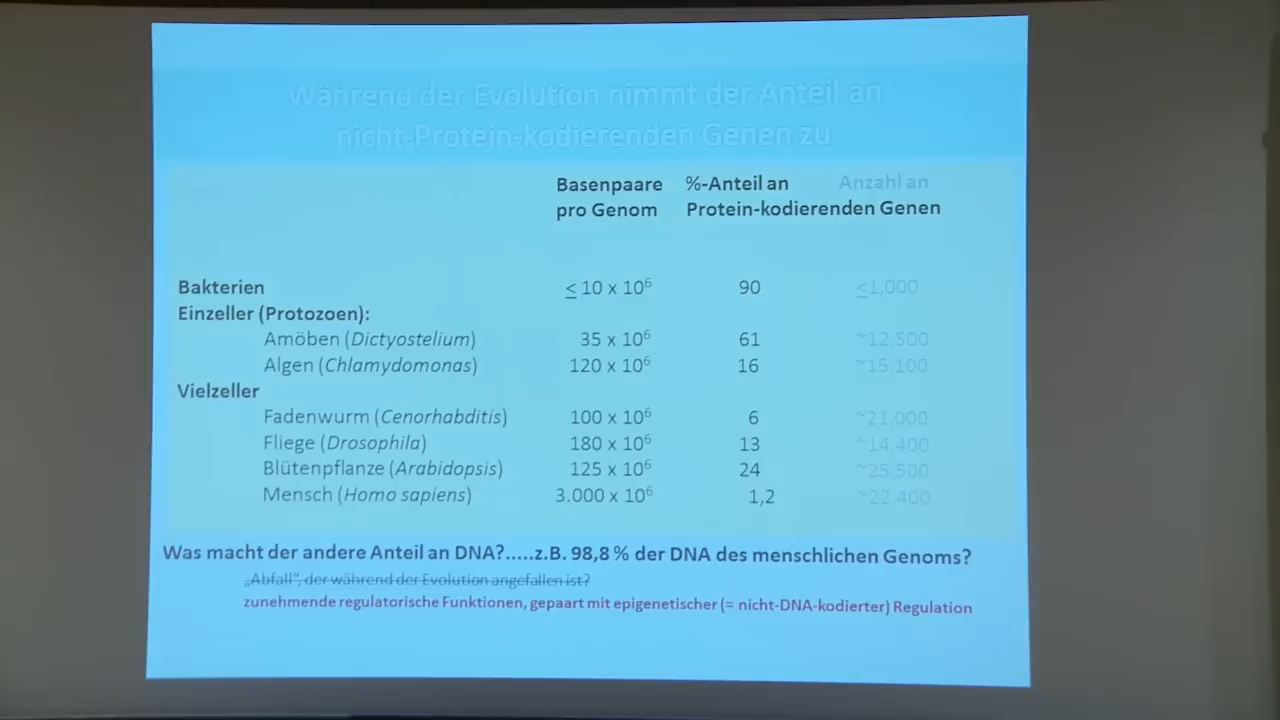 Während der Evolution nimmt der Anteil an
nicht-Protein-kodierenden Genen zu
Basenpaare %-Anteil an Anzahl an
pro Genom Protein-kodierenden Genen
Bakterien ≤ 10 x 10⁶ 90 ≤1,000
Einzeller (Protozoen):
Amöben (Dictyostelium) 35 x 10⁶ 61 ~12,500
Algen (Chlamydomonas) 120 x 10⁶ 16 ~15,100
Vielzeller
Fadenwurm (Cenorhabditis) 100 x 10⁶ 6 ~21,000
Fliege (Drosophila) 180 x 10⁶ 13 ~14,400
Blütenpflanze (Arabidopsis) 125 x 10⁶ 24 ~25,500
Mensch (Homo sapiens) 3.000 x 10⁶ 1,2 ~22,400
Was macht der andere Anteil an DNA?.....z.B. 98,8 % der DNA des menschlichen Genoms?
„Abfall“, der während der Evolution angefallen ist?
zunehmende regulatorische Funktionen, gepaart mit epigenetischer (= nicht-DNA-kodierter) Regulation